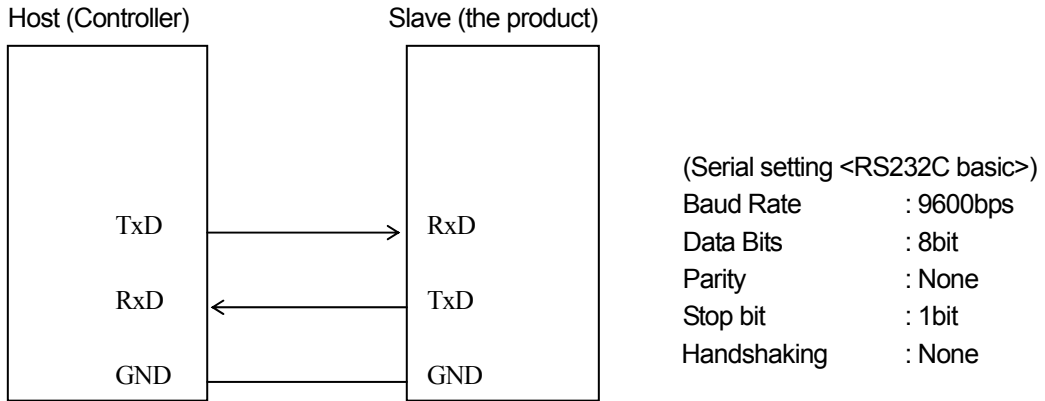 Host (Controller)
Slave (the product)
TxD
RxD
RxD
TxD
GND
GND
(Serial setting <RS232C basic>)
Baud Rate : 9600bps
Data Bits : 8bit
Parity : None
Stop bit : 1bit
Handshaking : None